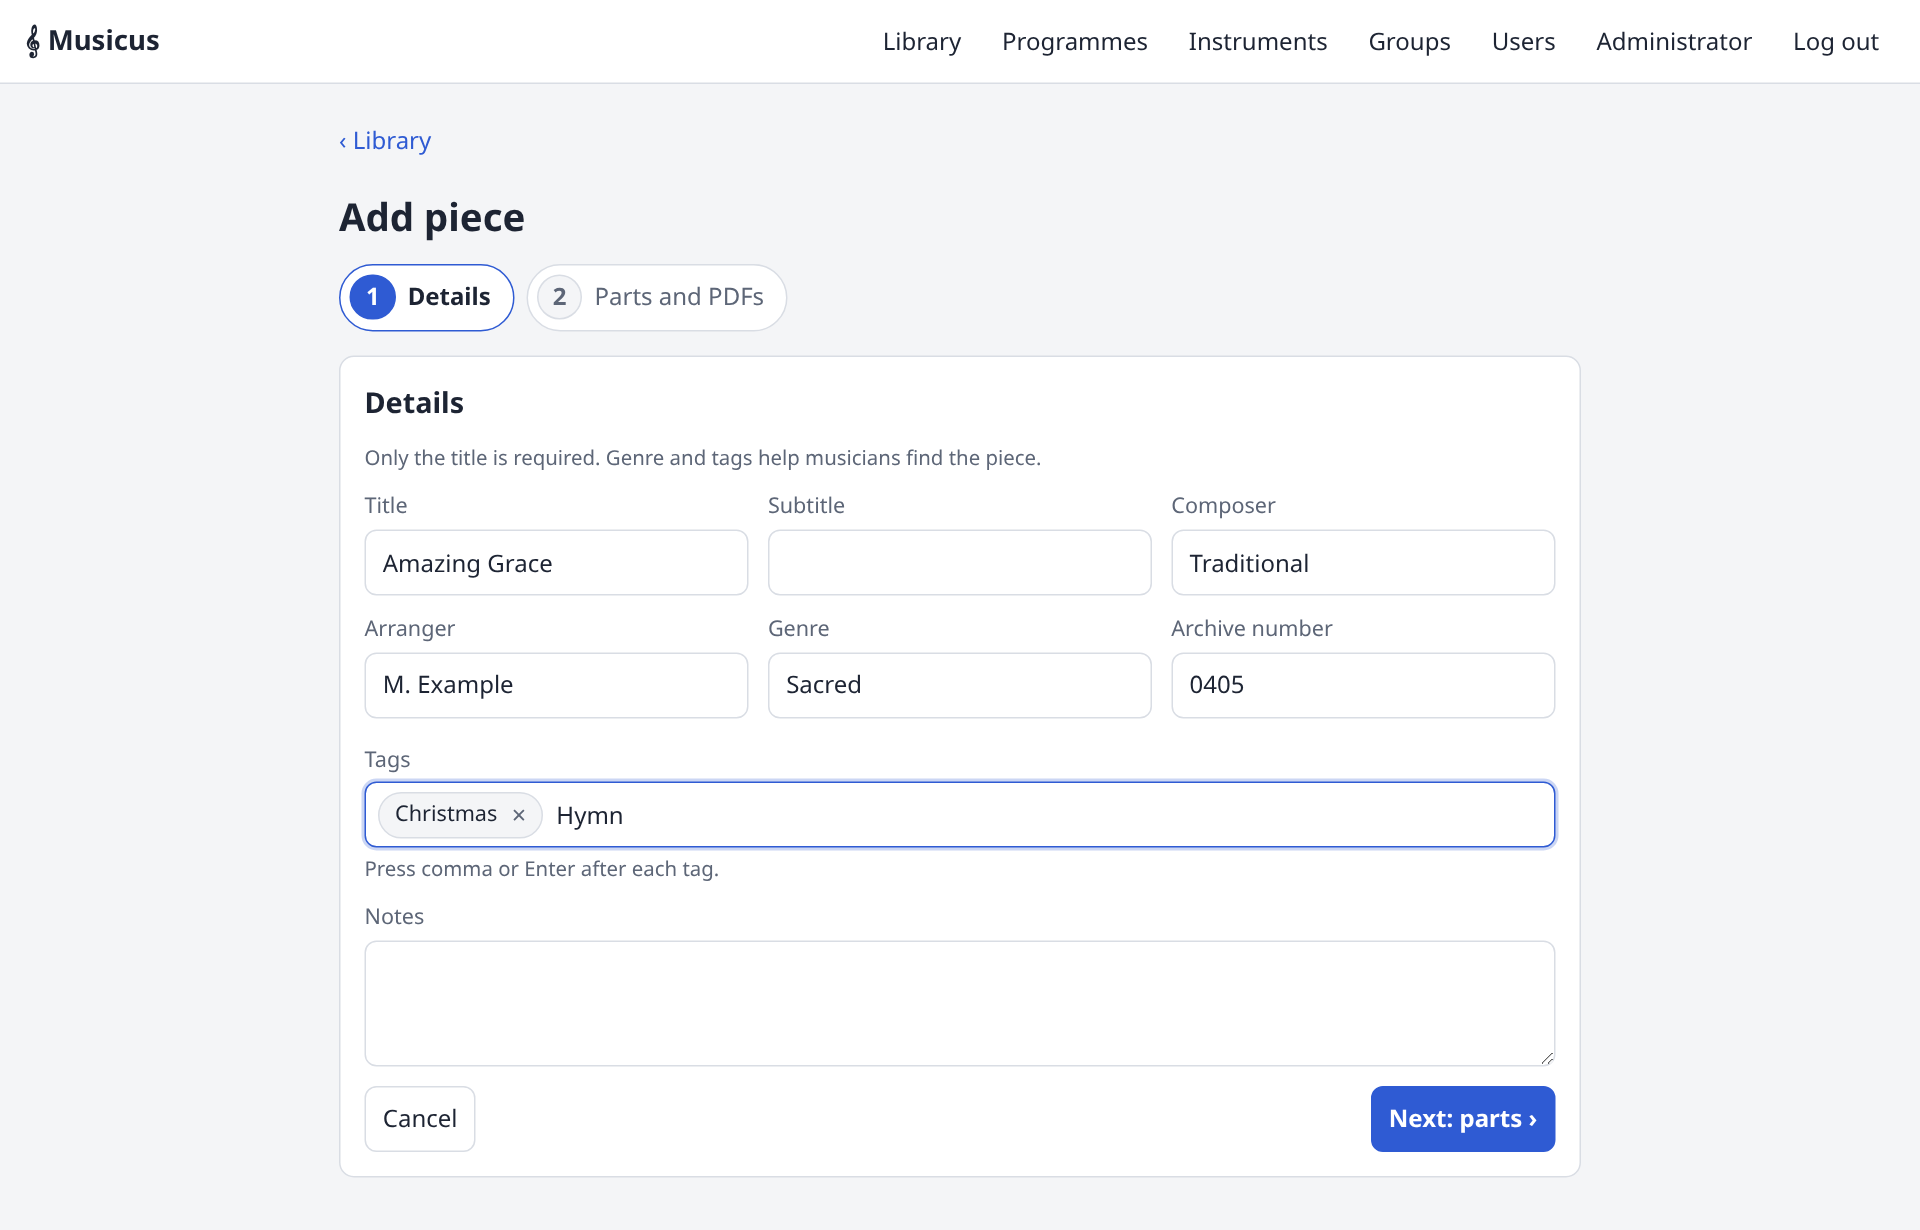 Musicus Library Programmes Instruments Groups Users Administrator Log out
‹ Library
Add piece
1 Details 2 Parts and PDFs
Details
Only the title is required. Genre and tags help musicians find the piece.
Title Subtitle Composer
Amazing Grace Traditional
Arranger Genre Archive number
M. Example Sacred 0405
Tags
Christmas × Hymn
Press comma or Enter after each tag.
Notes
Cancel Next: parts ›